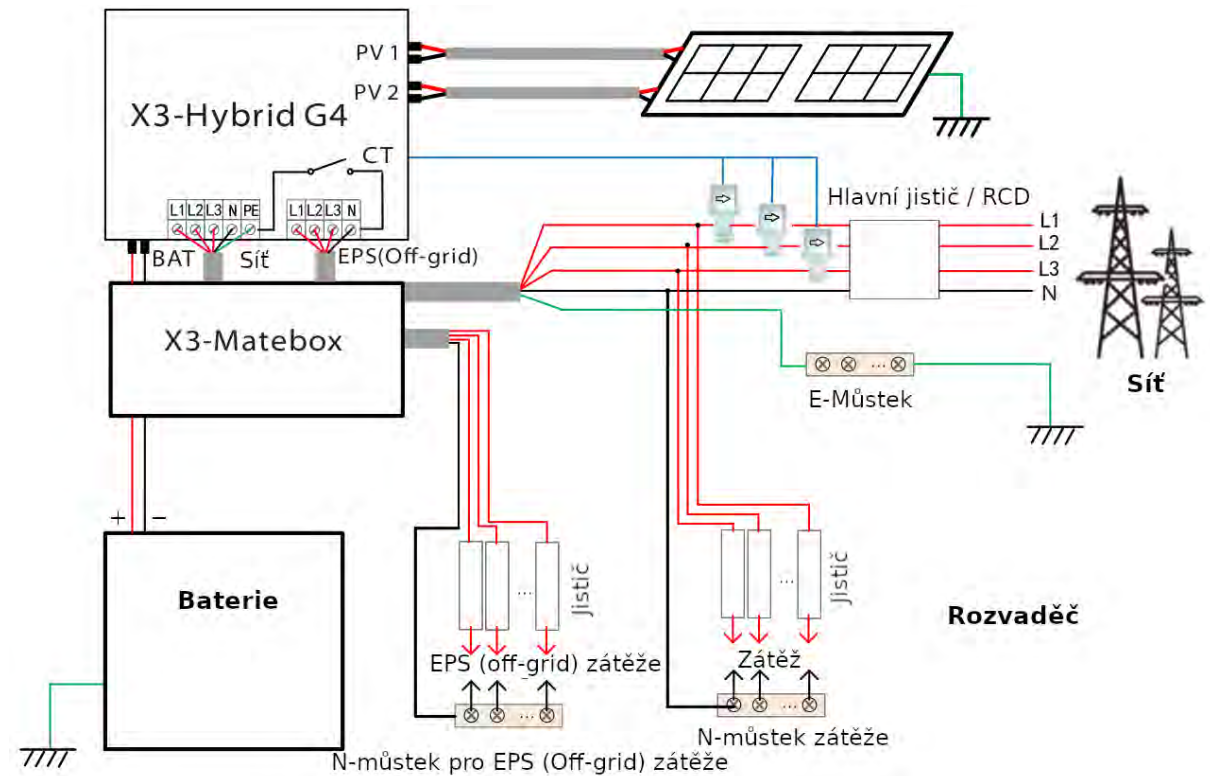 PV 1
PV 2
X3-Hybrid G4
CT
L1 L2 L3 N PE
L1 L2 L3 N
BAT
Síť
EPS(Off-grid)
Hlavní jistič / RCD
L1
L2
L3
N
X3-Matebox
E-Můstek
Síť
+
−
Baterie
...
Jistič
...
Jistič
Rozvaděč
EPS (off-grid) zátěže
Zátěž
...
...
...
N-můstek zátěže
N-můstek pro EPS (Off-grid) zátěže